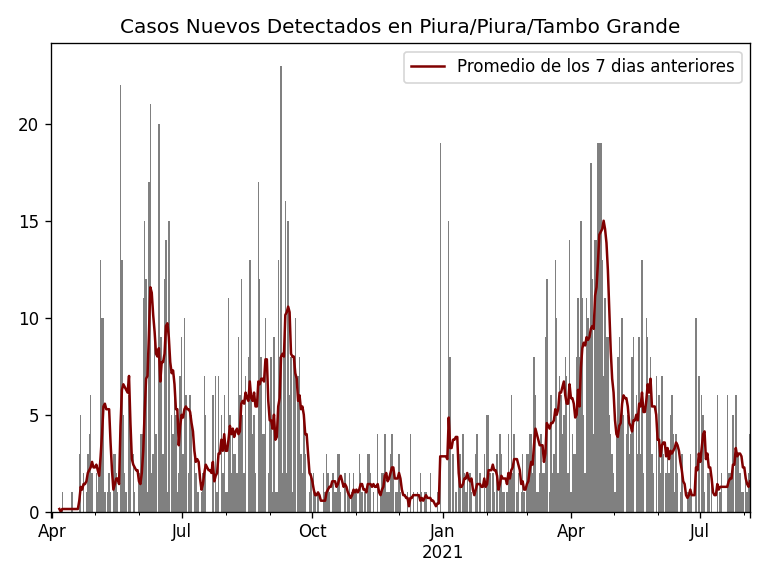 Casos Nuevos Detectados en Piura/Piura/Tambo Grande
Promedio de los 7 dias anteriores
20
15
10
5
0
Apr Jul Oct Jan Apr Jul
2021